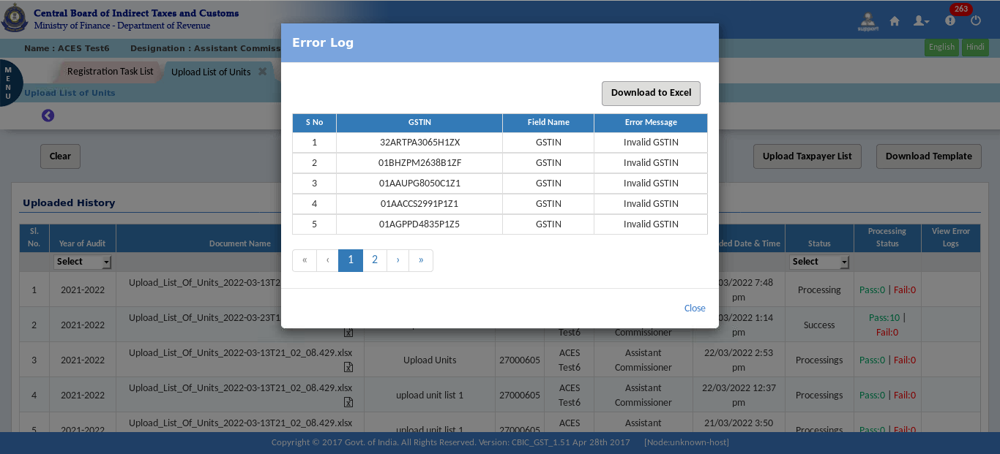 Central Board of Indirect Taxes and Customs
Ministry of Finance - Department of Revenue
support
263
Name : ACES Test6 Designation : Assistant Commiss
English Hindi
MENU
Registration Task List Upload List of Units
Upload List of Units
Clear
Upload Taxpayer List Download Template
Uploaded History
Error Log
Download to Excel
S No GSTIN Field Name Error Message
1 32ARTPA3065H1ZX GSTIN Invalid GSTIN
2 01BHZPM2638B1ZF GSTIN Invalid GSTIN
3 01AAUPG8050C1Z1 GSTIN Invalid GSTIN
4 01AACCS2991P1Z1 GSTIN Invalid GSTIN
5 01AGPPD4835P1Z5 GSTIN Invalid GSTIN
« ‹ 1 2 › »
Close
Sl. Processing View Error
No. Year of Audit Document Name ded Date & Time Status Status Logs
Select Select
Upload_List_Of_Units_2022-03-13T2 03/2022 7:48
1 2021-2022 Processing Pass:0 | Fail:0
pm
Upload_List_Of_Units_2022-03-23T1 03/2022 1:14 Pass:10 |
2 2021-2022 Success
Test6 Commissioner pm Fail:0
Upload_List_Of_Units_2022-03-13T21_02_08.429.xlsx ACES Assistant 22/03/2022 2:53
3 2021-2022 Upload Units 27000605 Processings Pass:0 | Fail:0
Test6 Commissioner pm
Upload_List_Of_Units_2022-03-13T21_02_08.429.xlsx ACES Assistant 22/03/2022 12:37
4 2021-2022 upload unit list 1 27000605 Processings Pass:0 | Fail:0
Test6 Commissioner pm
Upload_List_Of_Units_2022-03-13T21_02_08.429.xlsx ACES Assistant 21/03/2022 3:50
5 2021-2022 upload unit list 1 27000605 Processings Pass:0 | Fail:0
Copyright © 2017 Govt. of India. All Rights Reserved. Version: CBIC_GST_1.51 Apr 28th 2017 [Node:unknown-host]